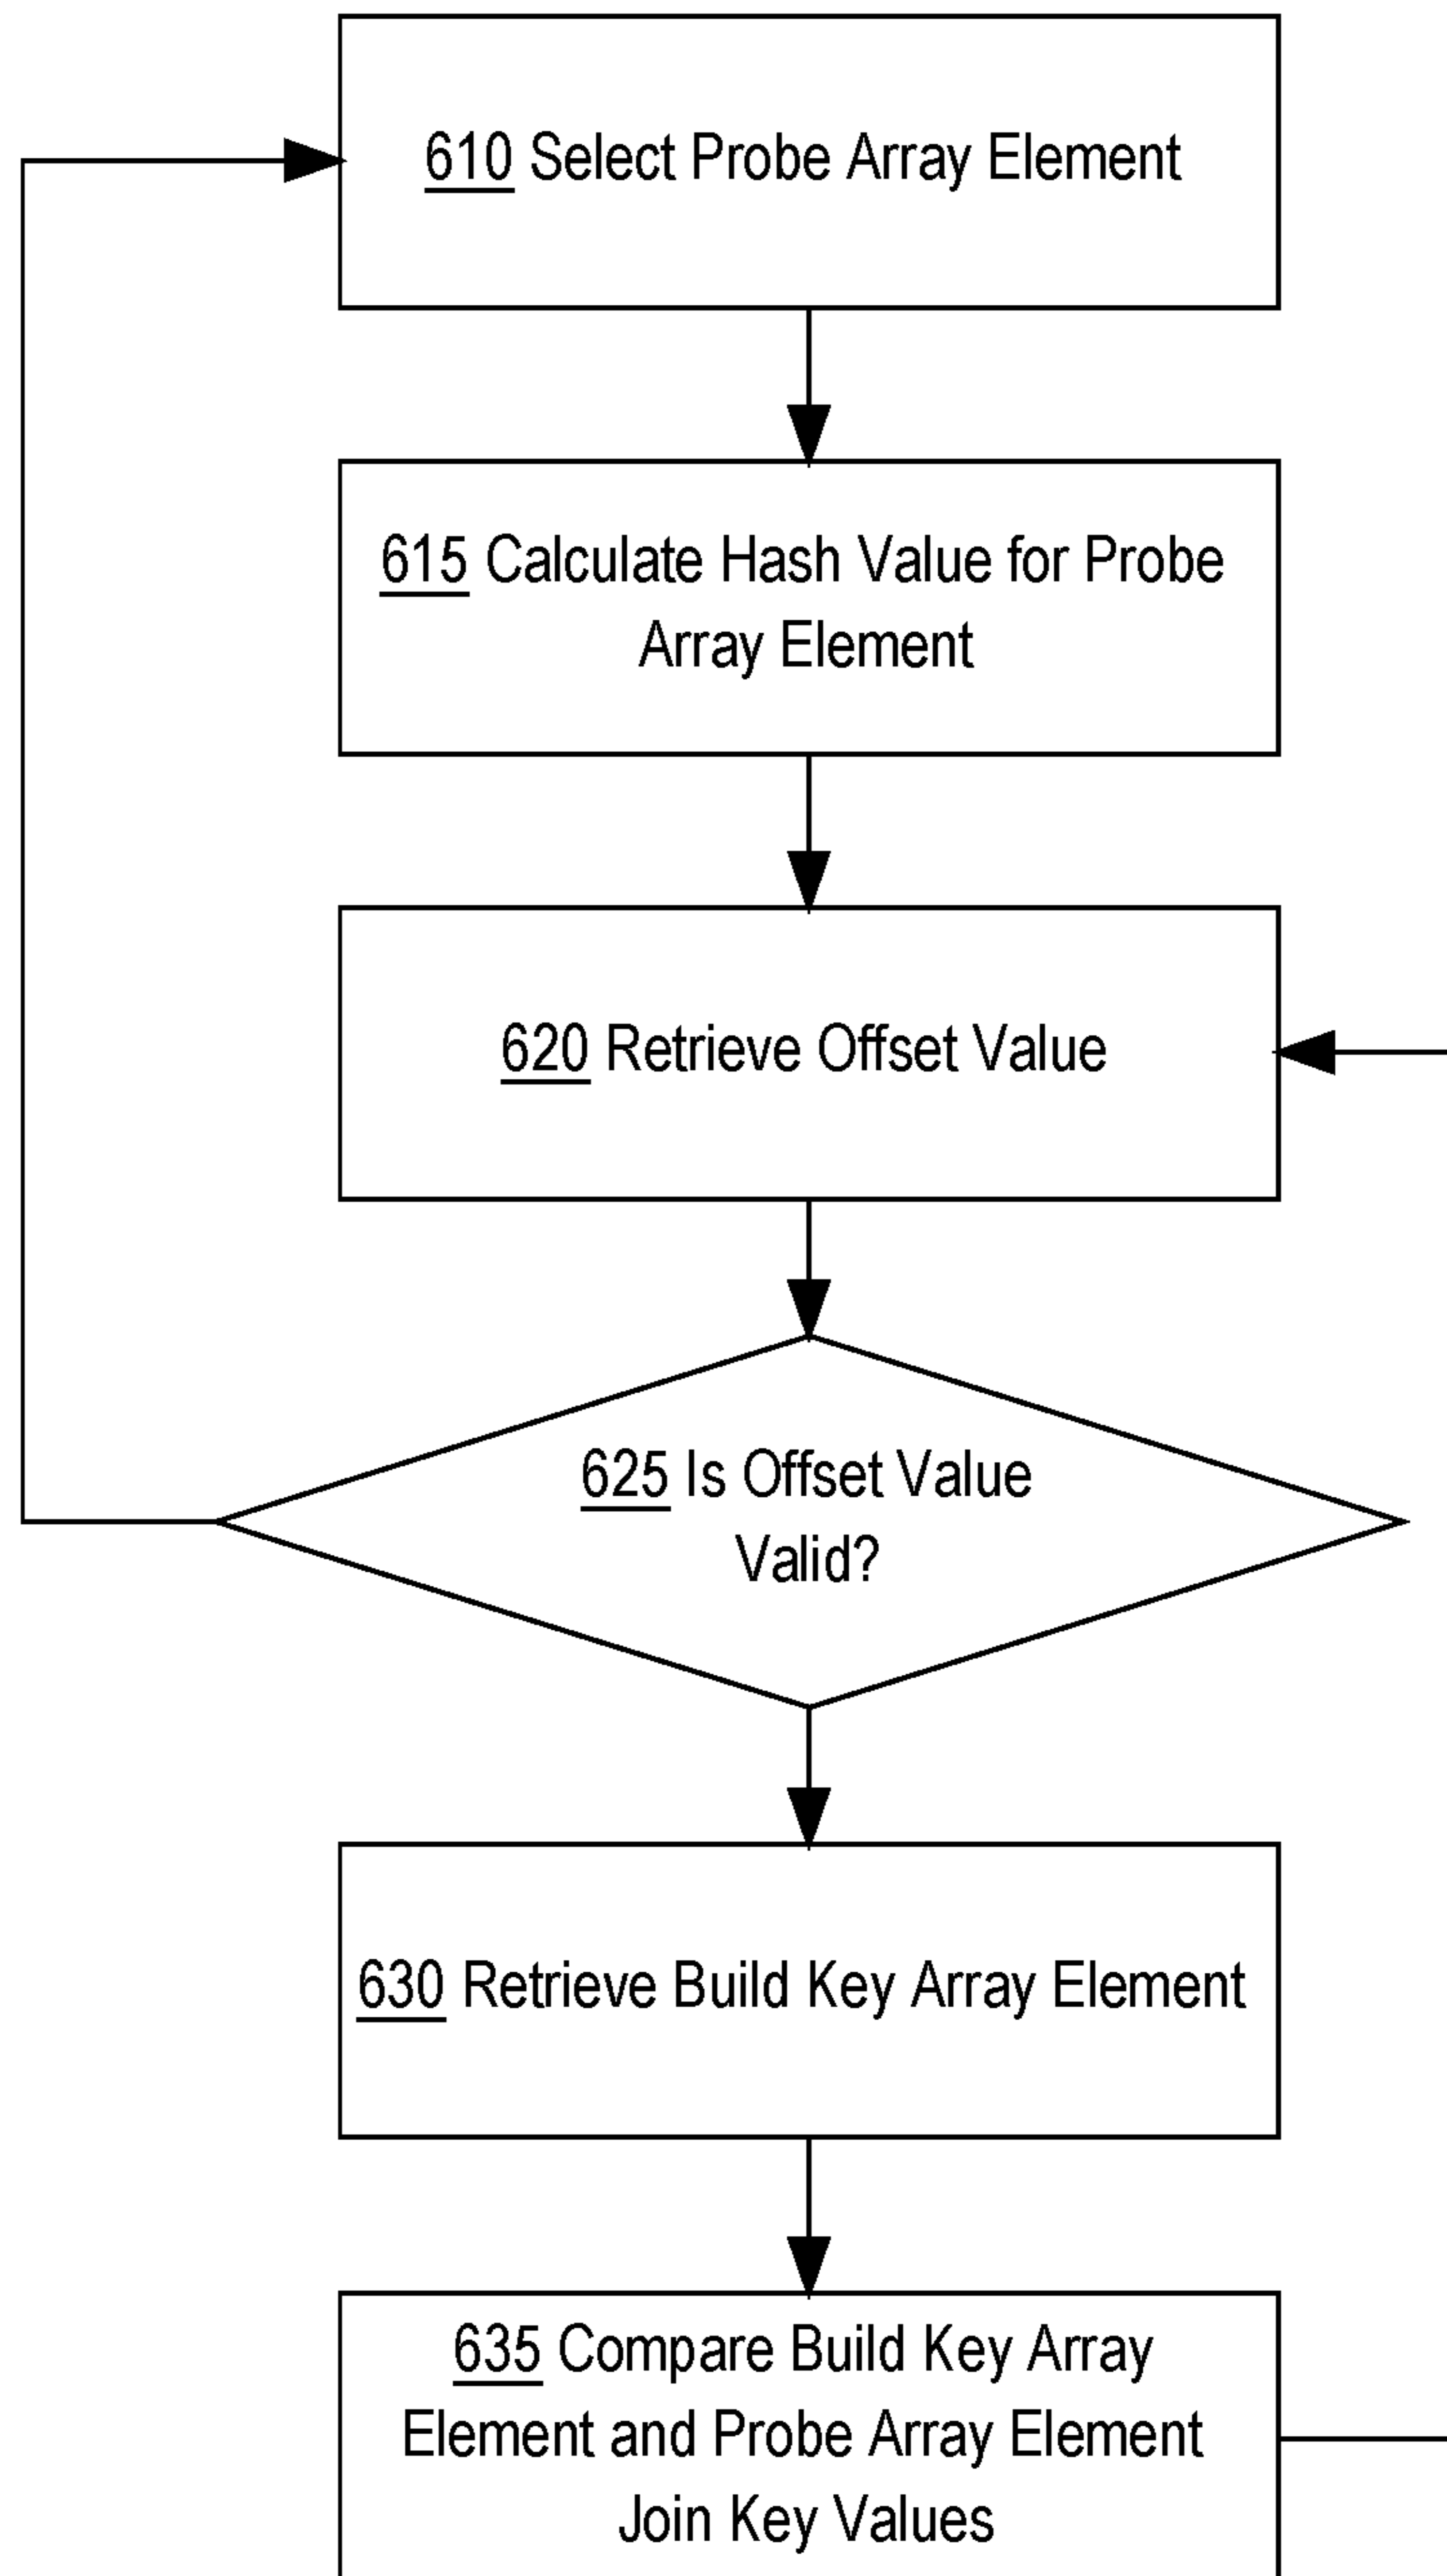 610 Select Probe Array Element
615 Calculate Hash Value for Probe
Array Element
620 Retrieve Offset Value
625 Is Offset Value
Valid?
630 Retrieve Build Key Array Element
635 Compare Build Key Array
Element and Probe Array Element
Join Key Values